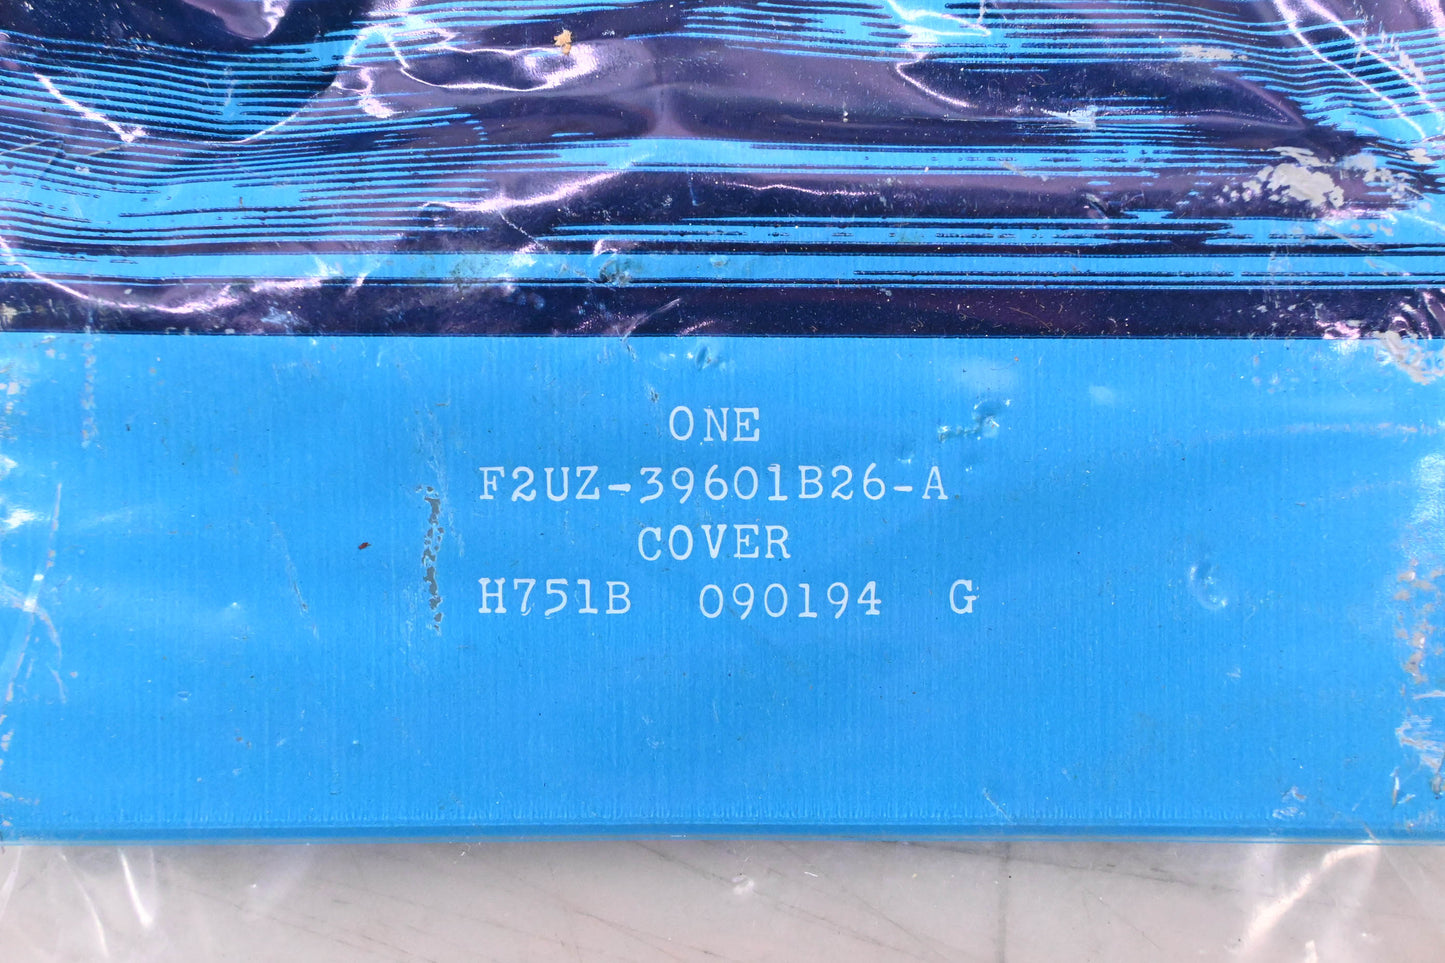 ONE
F2UZ-39601B26-A
COVER
H751B 090194 G